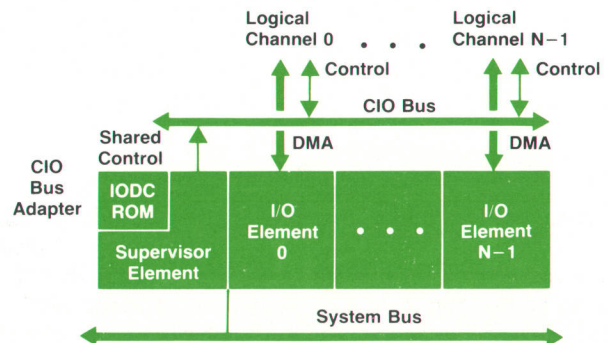 Logical
Channel 0
• • •
Logical
Channel N−1
Control
Control
CIO Bus
Shared
Control
DMA
DMA
CIO
Bus
Adapter
IODC
ROM
Supervisor
Element
I/O
Element
0
• • •
I/O
Element
N−1
System Bus